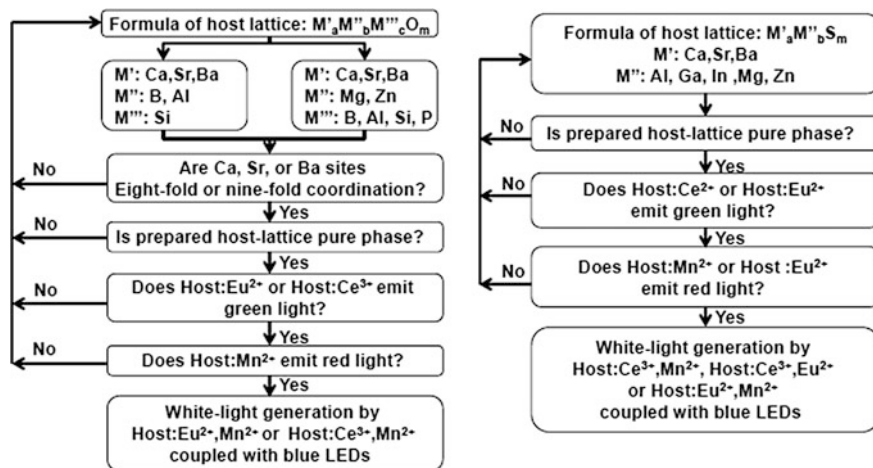 Formula of host lattice: M'ₐM''bM'''cOm
M': Ca,Sr,Ba
M'': B, Al
M''': Si
M': Ca,Sr,Ba
M'': Mg, Zn
M''': B, Al, Si, P
No
Are Ca, Sr, or Ba sites
Eight-fold or nine-fold coordination?
Yes
No
Is prepared host-lattice pure phase?
Yes
No
Does Host:Eu²⁺ or Host:Ce³⁺ emit
green light?
Yes
No
Does Host:Mn²⁺ emit red light?
Yes
White-light generation by
Host:Eu²⁺,Mn²⁺ or Host:Ce³⁺,Mn²⁺
coupled with blue LEDs
Formula of host lattice: M'ₐM''bSm
M': Ca,Sr,Ba
M'': Al, Ga, In ,Mg, Zn
No
Is prepared host-lattice pure phase?
Yes
No
Does Host:Ce²⁺ or Host:Eu²⁺
emit green light?
Yes
No
Does Host:Mn²⁺ or Host :Eu²⁺
emit red light?
Yes
White-light generation by
Host:Ce³⁺,Mn²⁺, Host:Ce³⁺,Eu²⁺
or Host:Eu²⁺,Mn²⁺
coupled with blue LEDs